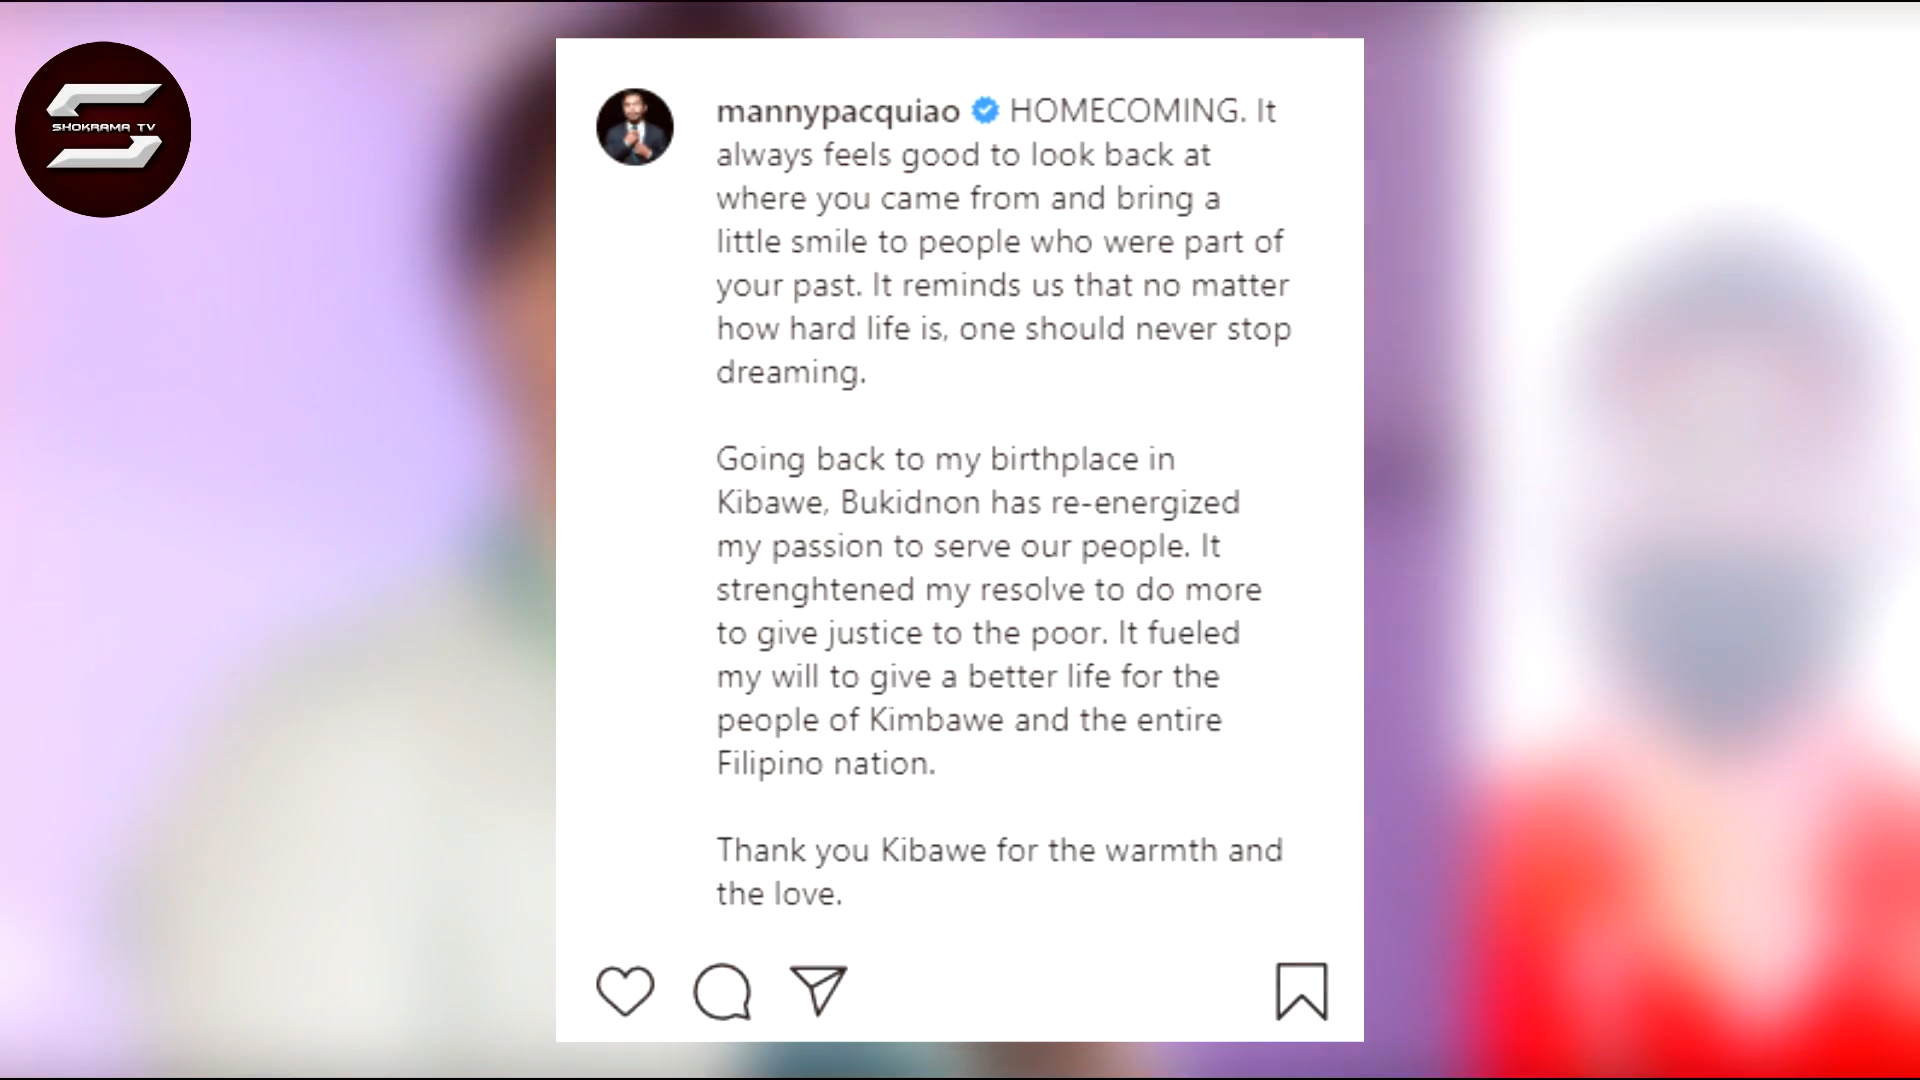 SHOKRAMA TV
mannypacquiao HOMECOMING. It
always feels good to look back at
where you came from and bring a
little smile to people who were part of
your past. It reminds us that no matter
how hard life is, one should never stop
dreaming.
Going back to my birthplace in
Kibawe, Bukidnon has re-energized
my passion to serve our people. It
strenghtened my resolve to do more
to give justice to the poor. It fueled
my will to give a better life for the
people of Kimbawe and the entire
Filipino nation.
Thank you Kibawe for the warmth and
the love.